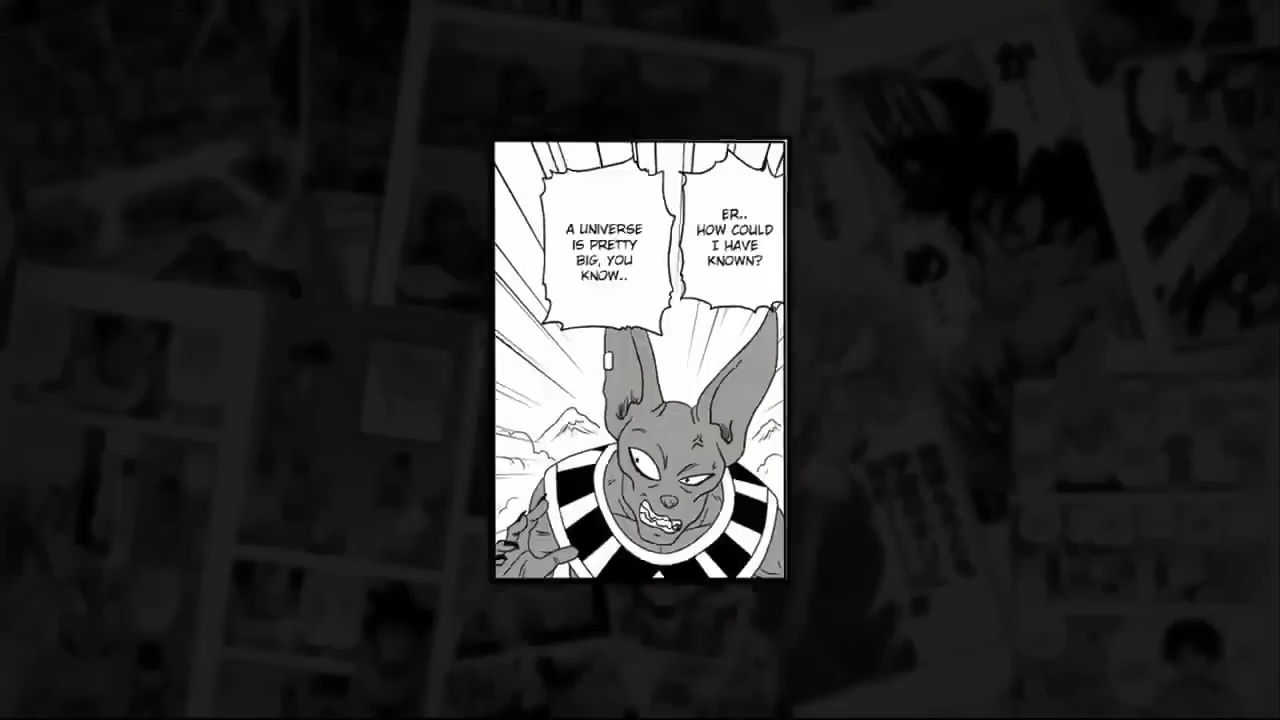 ER..
HOW COULD
I HAVE
KNOWN?
A UNIVERSE
IS PRETTY
BIG, YOU
KNOW..